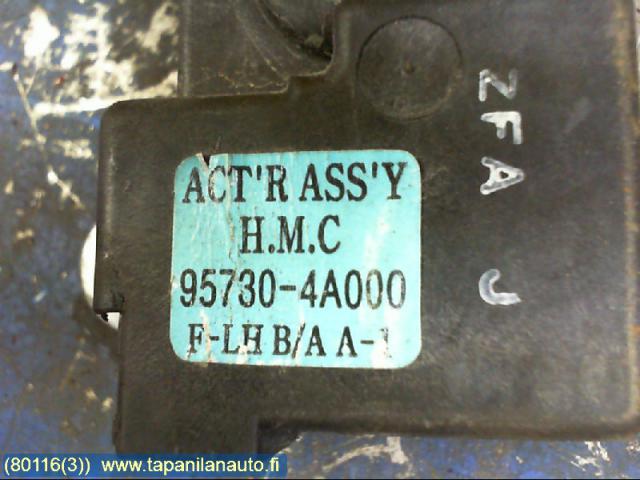 ACT'R ASS'Y
H.M.C
95730-4A000
F-LH B/A A-1
ZFA J
(80116(3)) www.tapanilanauto.fi